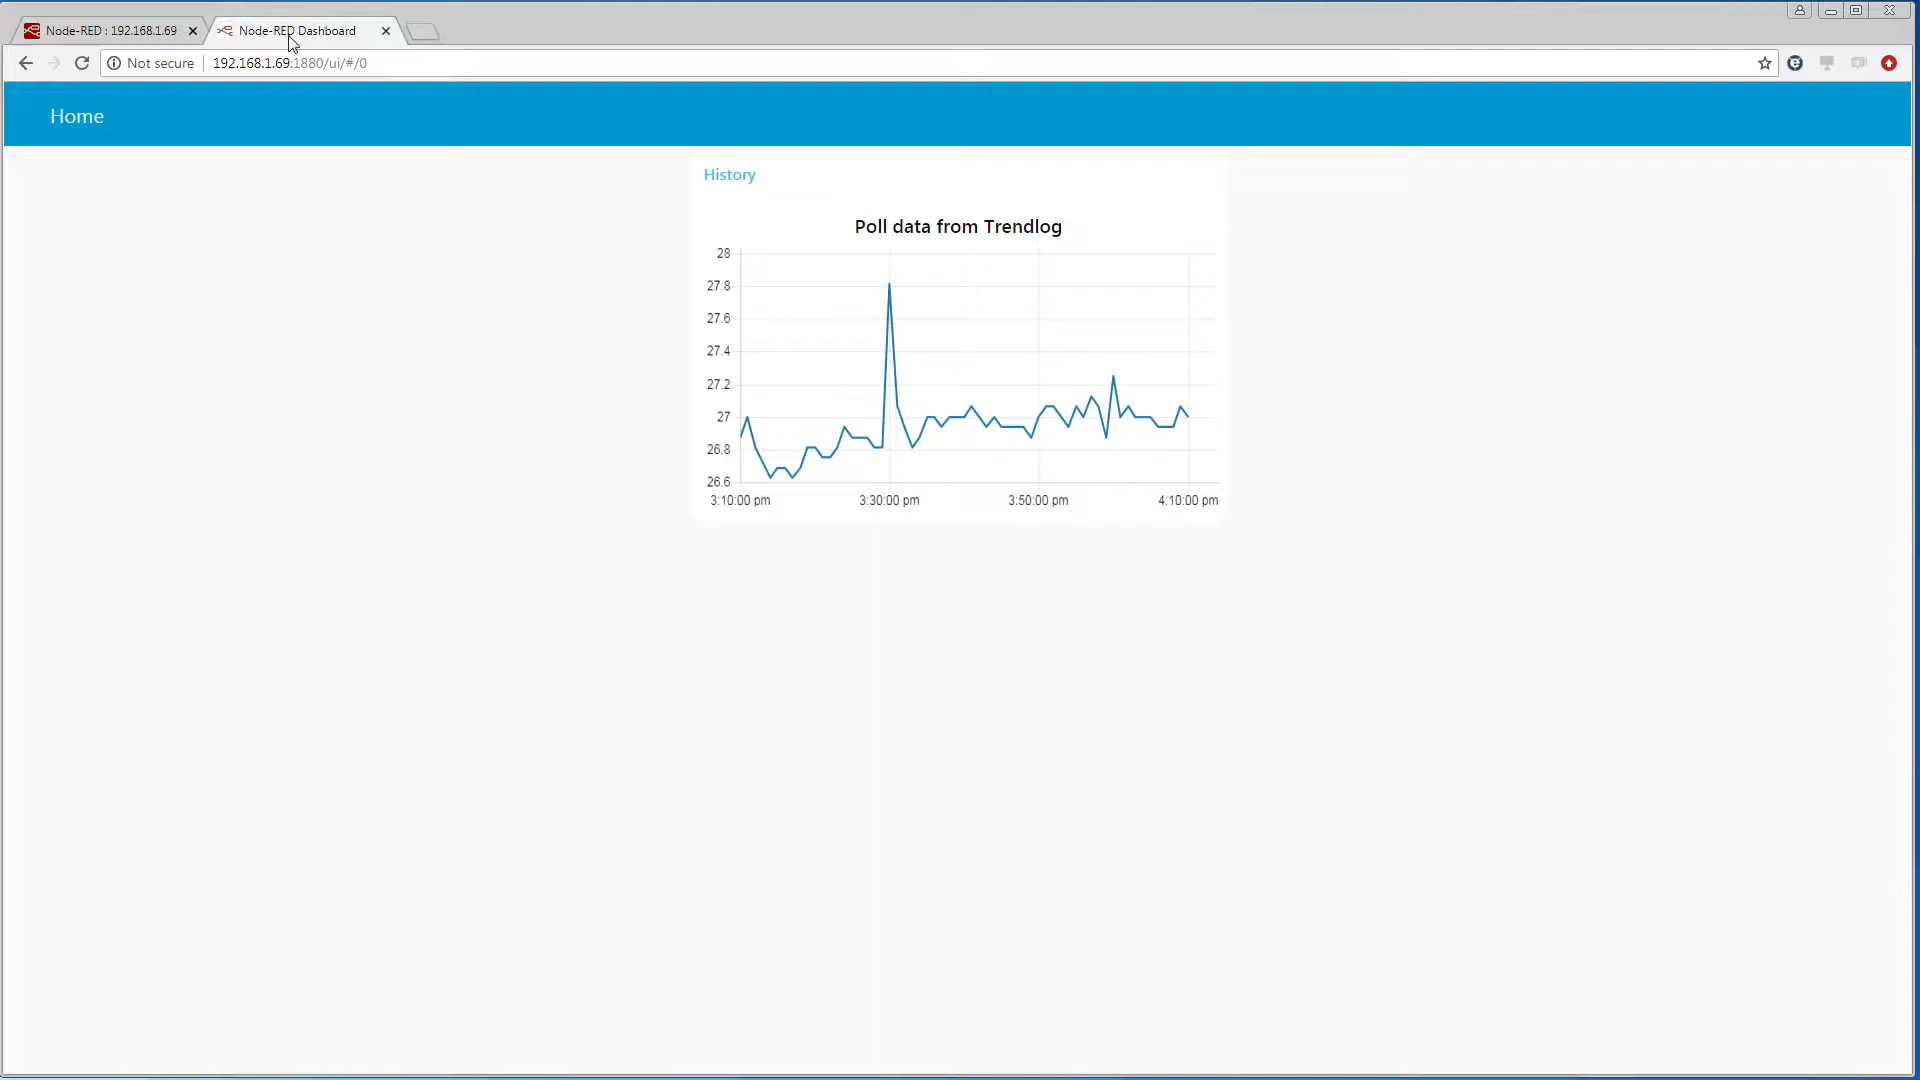 Node-RED : 192.168.1.69
Node-RED Dashboard
Not secure 192.168.1.69:1880/ui/#/0
Home
History
Poll data from Trendlog
28
27.8
27.6
27.4
27.2
27
26.8
26.6
3:10:00 pm 3:30:00 pm 3:50:00 pm 4:10:00 pm